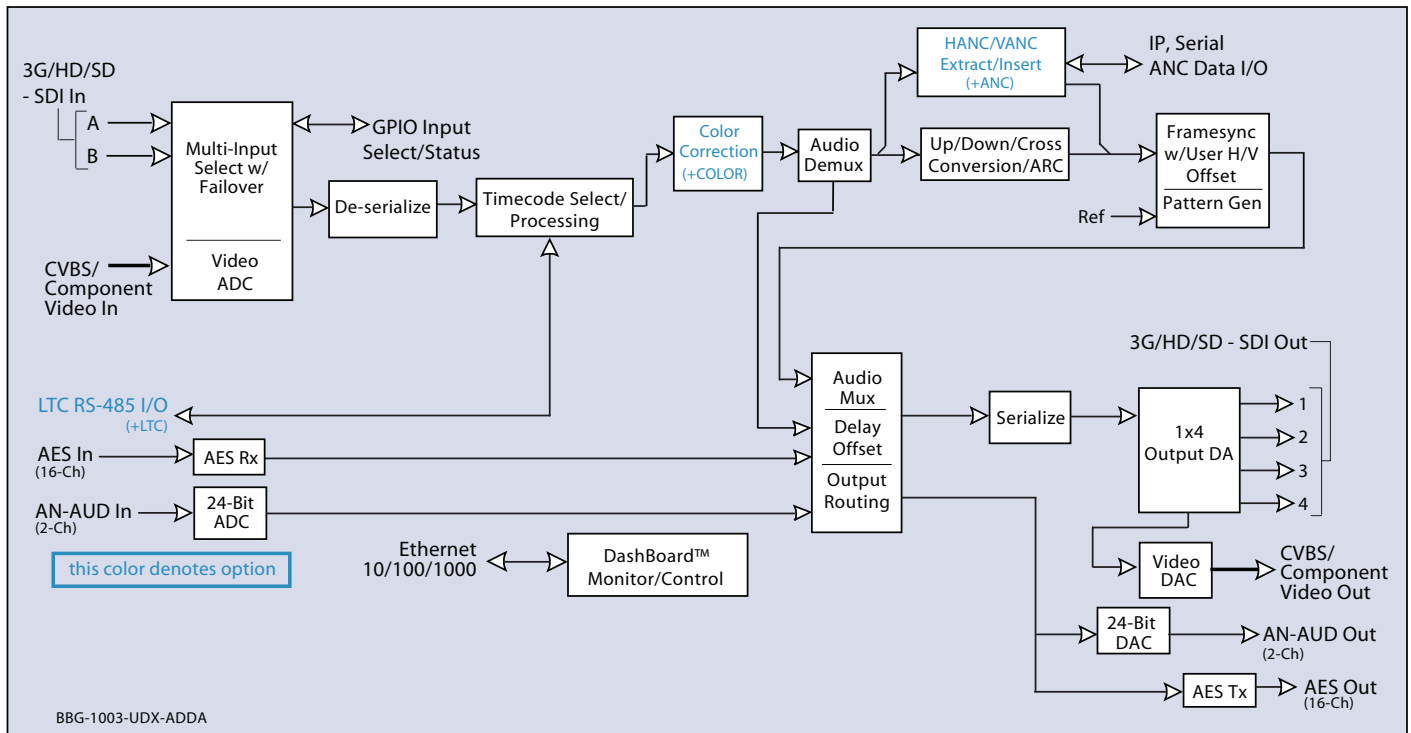 3G/HD/SD
- SDI In
A
B
Multi-Input
Select w/
Failover
Video
ADC
GPIO Input
Select/Status
CVBS/
Component
Video In
De-serialize
Timecode Select/
Processing
Color
Correction
(+COLOR)
Audio
Demux
HANC/VANC
Extract/Insert
(+ANC)
IP, Serial
ANC Data I/O
Up/Down/Cross
Conversion/ARC
Framesync
w/User H/V
Offset
Pattern Gen
Ref
LTC RS-485 I/O
(+LTC)
AES In
(16-Ch)
AES Rx
AN-AUD In
(2-Ch)
24-Bit
ADC
this color denotes option
Ethernet
10/100/1000
DashBoard™
Monitor/Control
Audio
Mux
Delay
Offset
Output
Routing
Serialize
3G/HD/SD - SDI Out
1x4
Output DA
1
2
3
4
Video
DAC
CVBS/
Component
Video Out
24-Bit
DAC
AN-AUD Out
(2-Ch)
AES Tx
AES Out
(16-Ch)
BBG-1003-UDX-ADDA